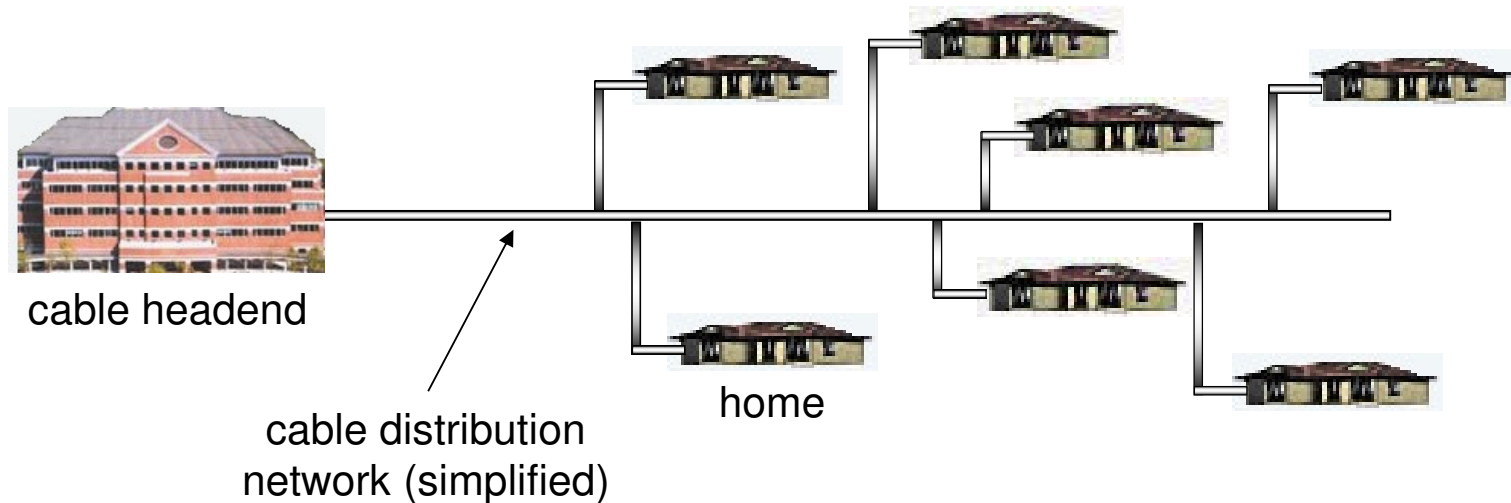 cable headend
home
cable distribution
network (simplified)